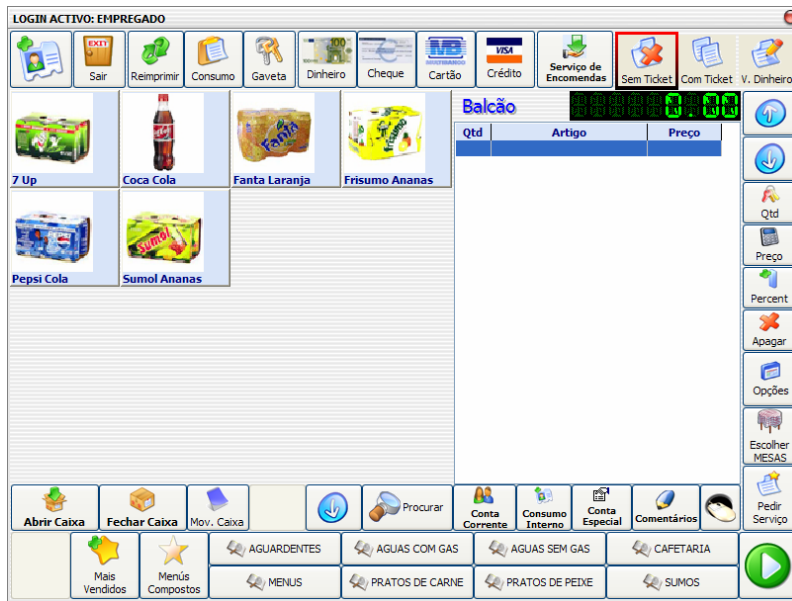 LOGIN ACTIVO: EMPREGADO
EXIT
Sair
Reimprimir
Consumo
Gaveta
100
Dinheiro
Cheque
MB
MULTIBANCO
Cartão
VISA
Crédito
Serviço de
Encomendas
Sem Ticket
Com Ticket
V. Dinheiro
7 Up
Coca Cola
Fanta
Fanta Laranja
Frisumo
Frisumo Ananas
Pepsi Cola
Sumol
Sumol Ananas
Balcão
0.00
Qtd Artigo Preço
Qtd
Preço
Percent
Apagar
Opções
Escolher
MESAS
Pedir
Serviço
Abrir Caixa
Fechar Caixa
Mov. Caixa
Procurar
Conta
Corrente
Consumo
Interno
Conta
Especial
Comentários
Mais
Vendidos
Menús
Compostos
AGUARDENTES
AGUAS COM GAS
AGUAS SEM GAS
CAFETARIA
MENUS
PRATOS DE CARNE
PRATOS DE PEIXE
SUMOS